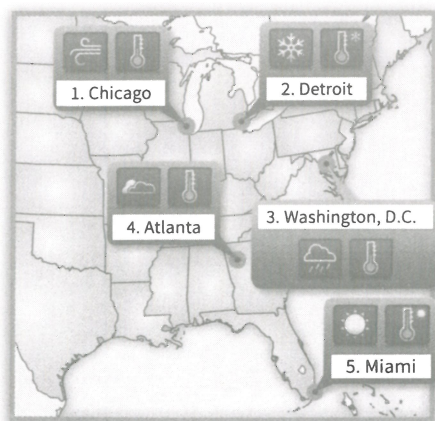 1. Chicago
2. Detroit
3. Washington, D.C.
4. Atlanta
5. Miami